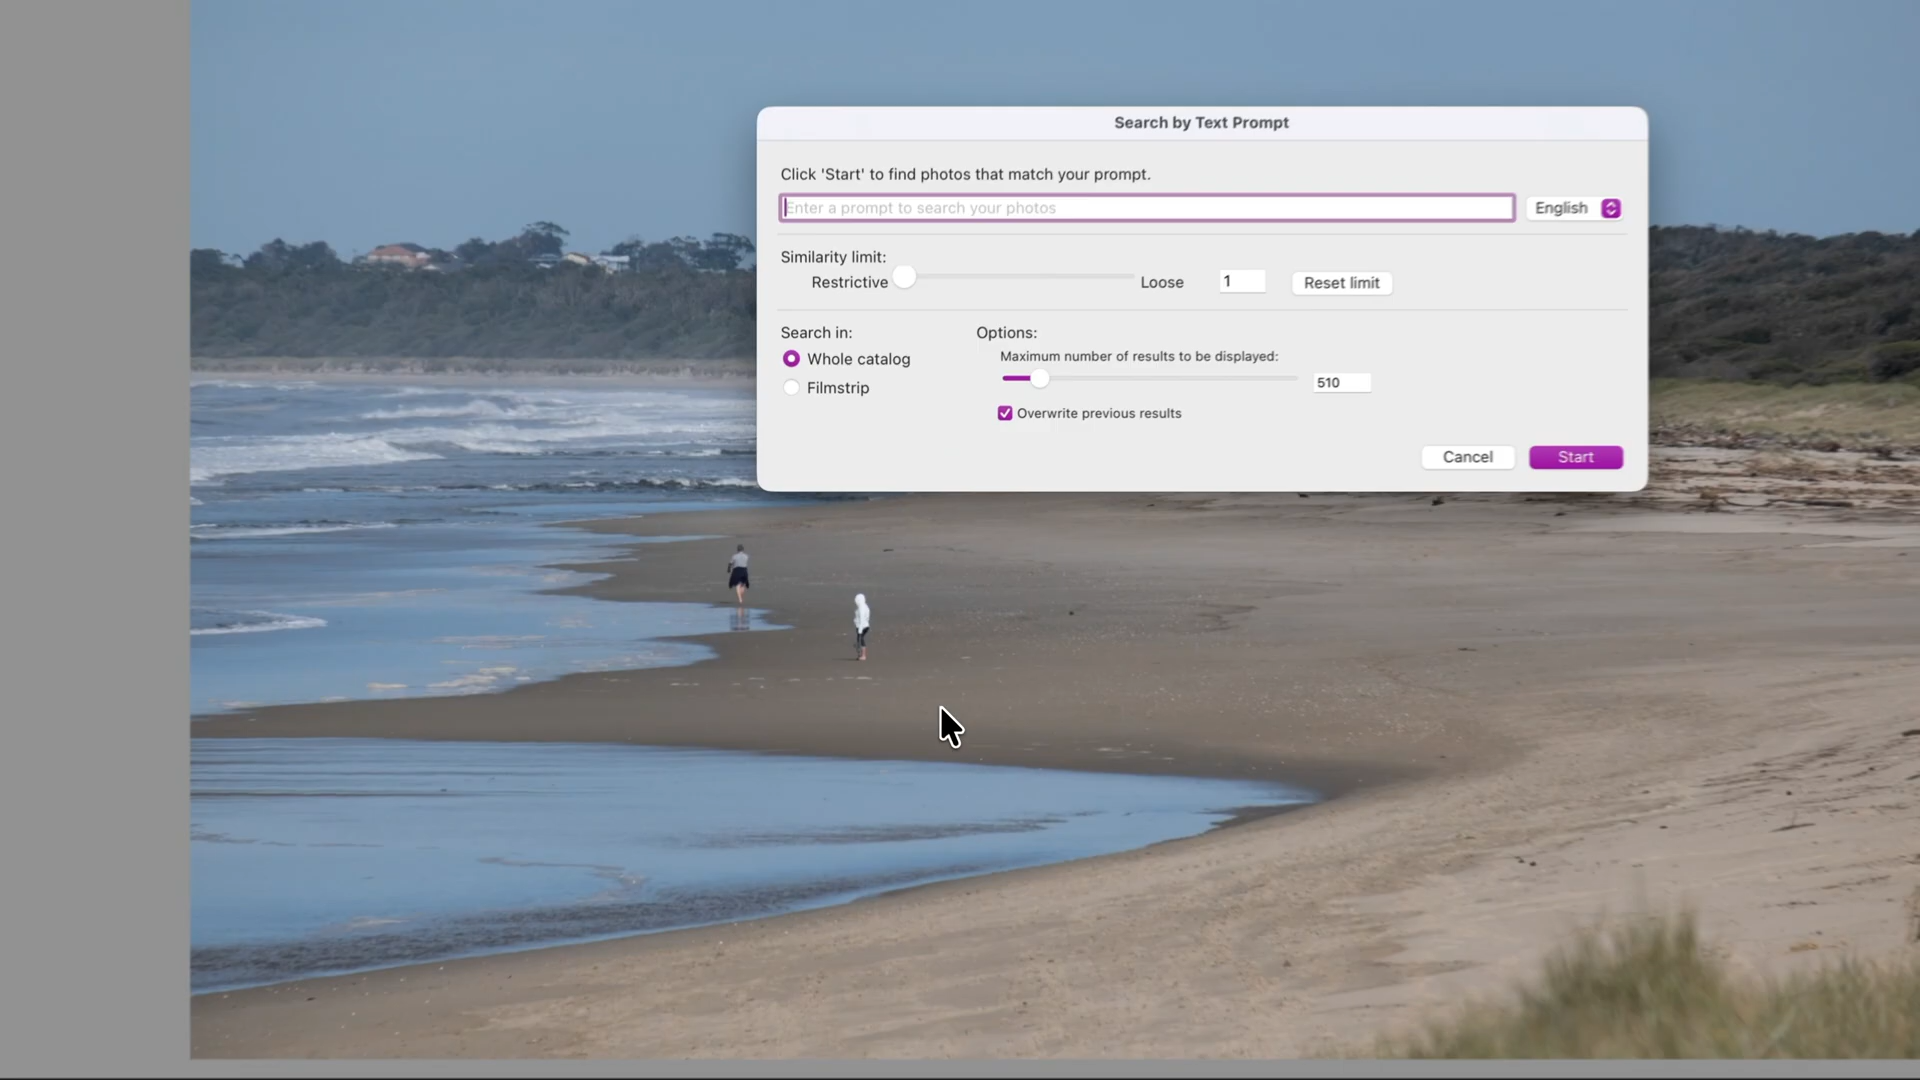 Search by Text Prompt
Click 'Start' to find photos that match your prompt.
Enter a prompt to search your photos
English
Similarity limit:
Restrictive
Loose
1
Reset limit
Search in:
Options:
Whole catalog
Maximum number of results to be displayed:
510
Filmstrip
Overwrite previous results
Cancel
Start